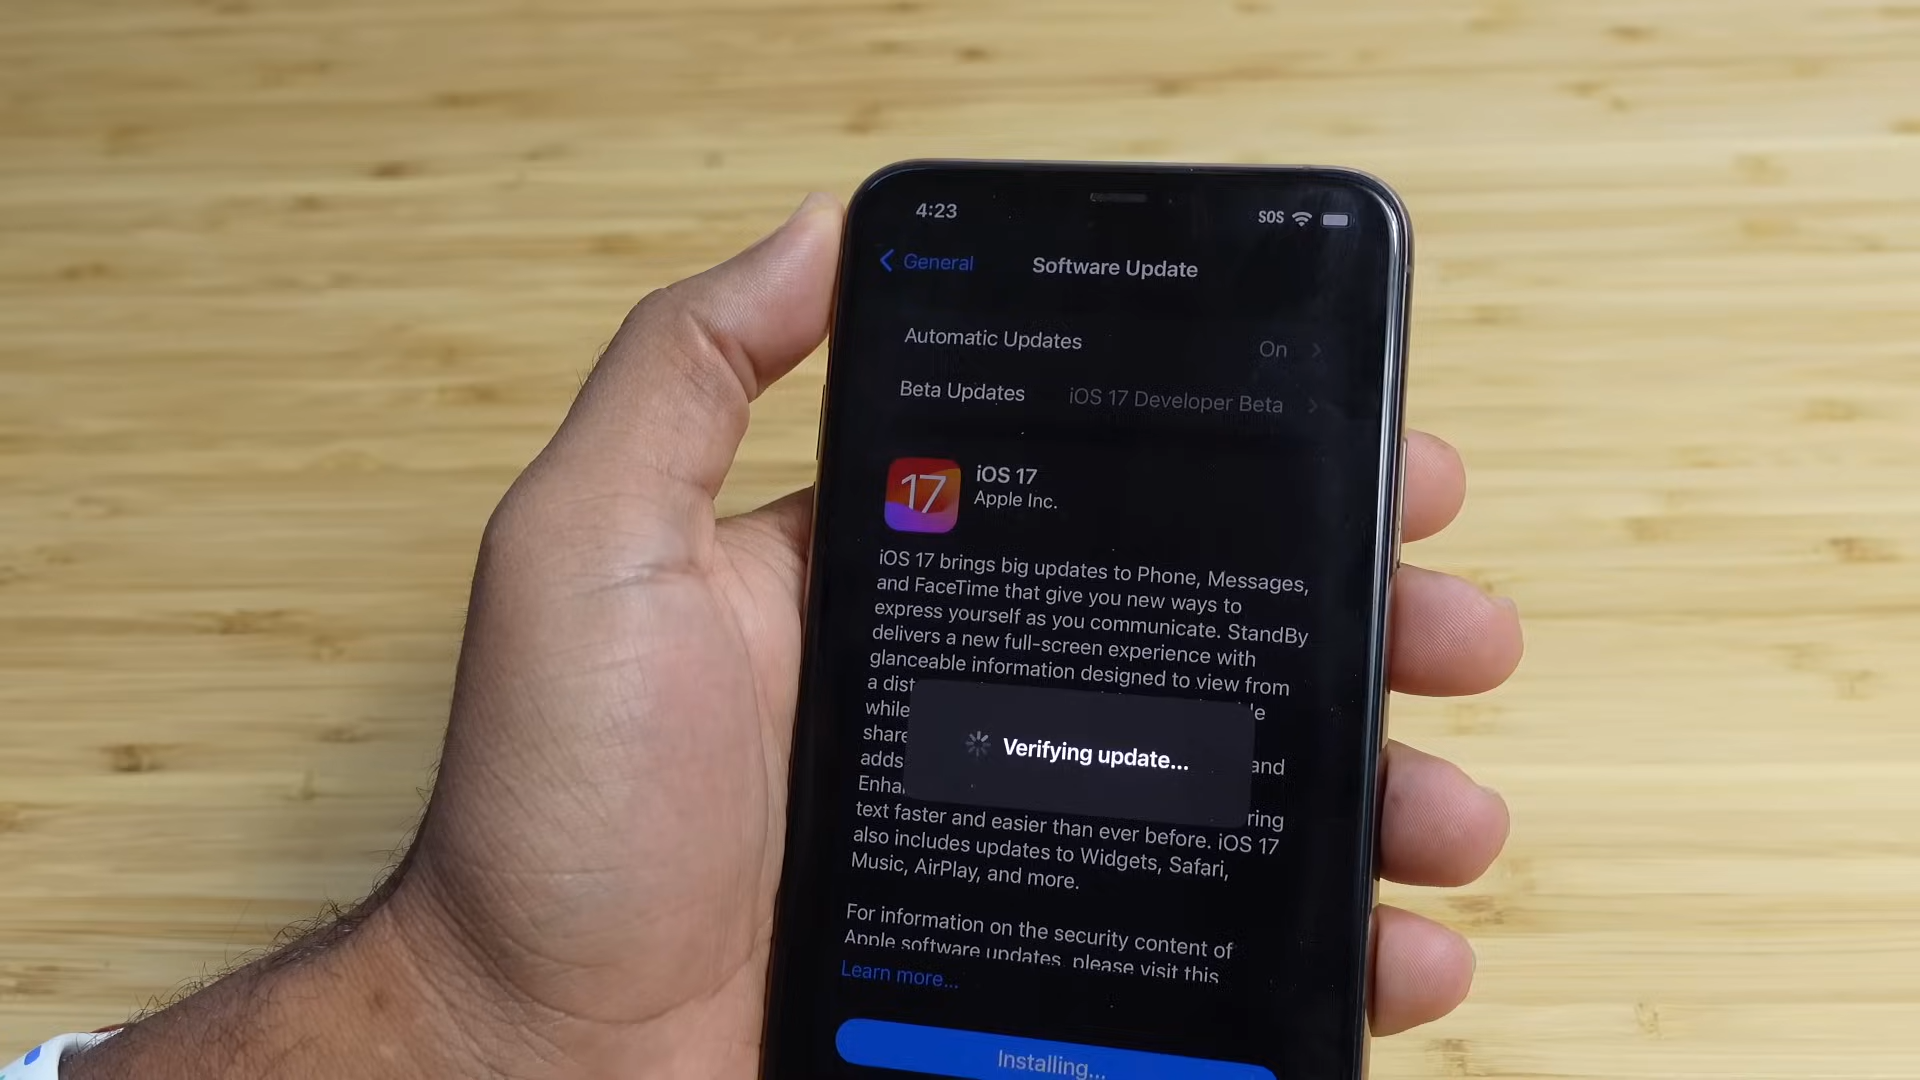 4:23
SOS
General
Software Update
Automatic Updates
On
Beta Updates
iOS 17 Developer Beta
17
iOS 17
Apple Inc.
iOS 17 brings big updates to Phone, Messages,
and FaceTime that give you new ways to
express yourself as you communicate. StandBy
delivers a new full-screen experience with
glanceable information designed to view from
a dist
while
share
adds and
Enha
ring
Verifying update...
text faster and easier than ever before. iOS 17
also includes updates to Widgets, Safari,
Music, AirPlay, and more.
For information on the security content of
Apple software updates, please visit this
Learn more...
Installing...